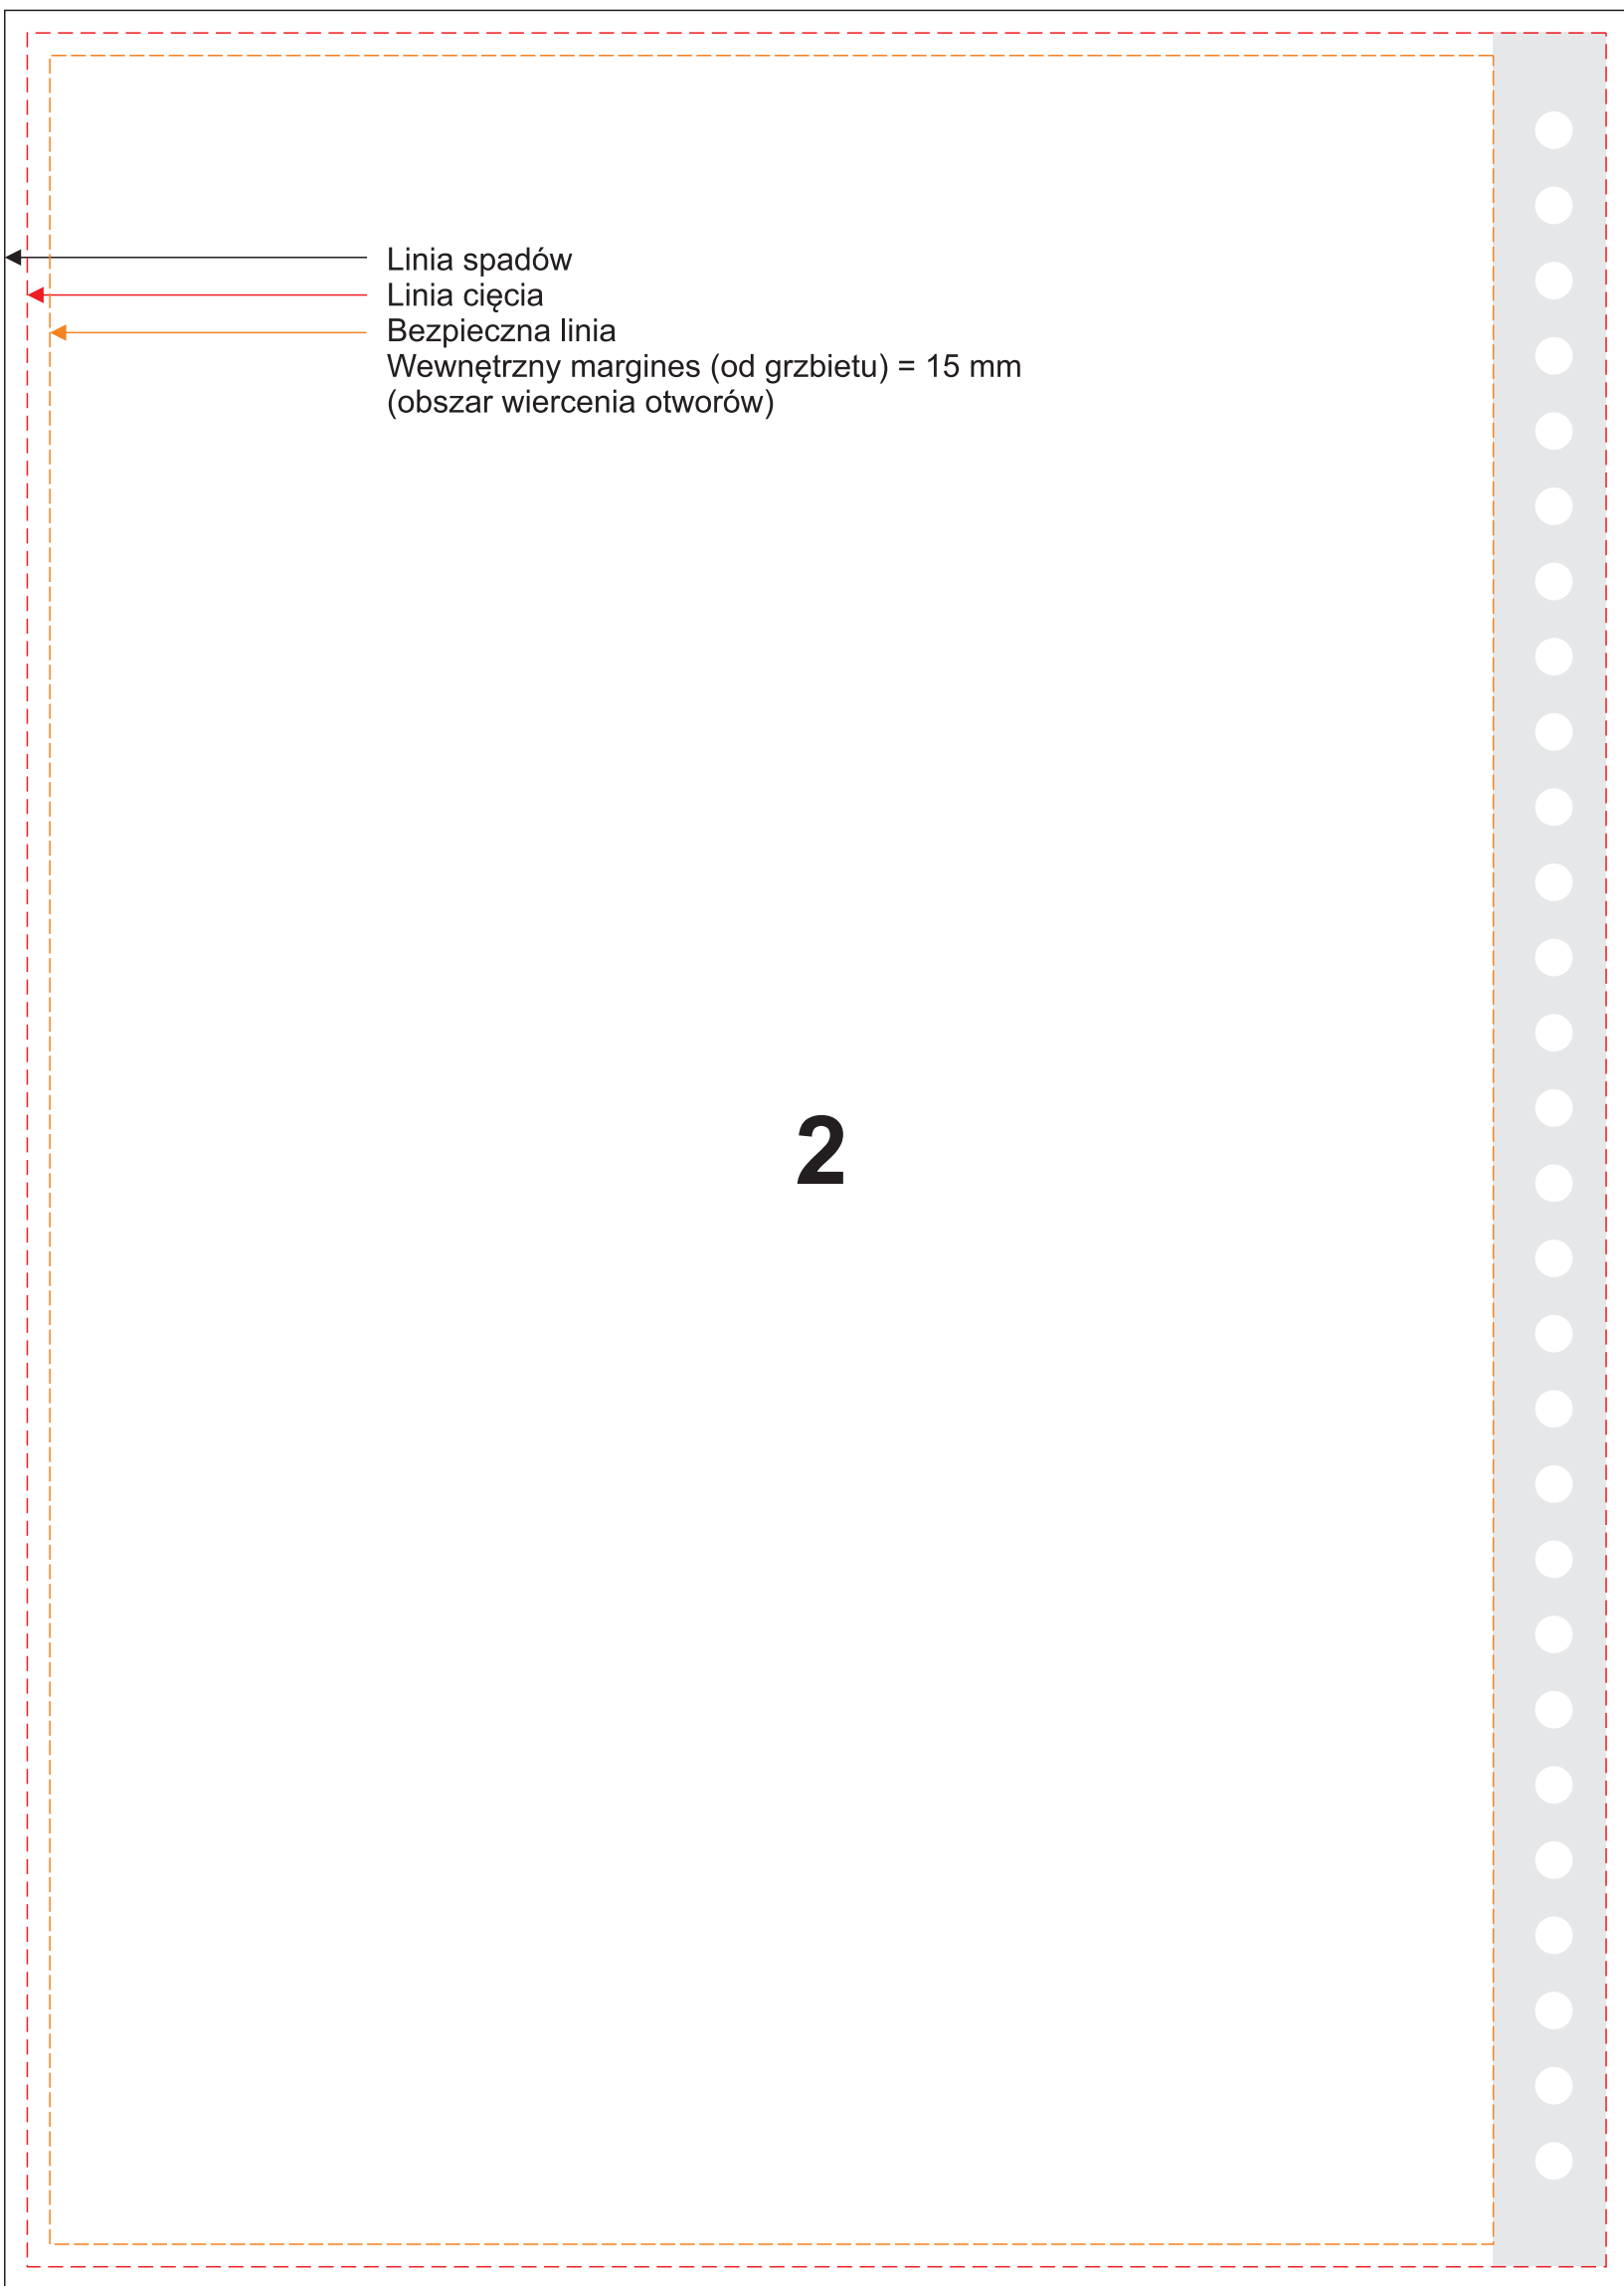 Linia spadów
Linia cięcia
Bezpieczna linia
Wewnętrzny margines (od grzbietu) = 15 mm
(obszar wiercenia otworów)
2